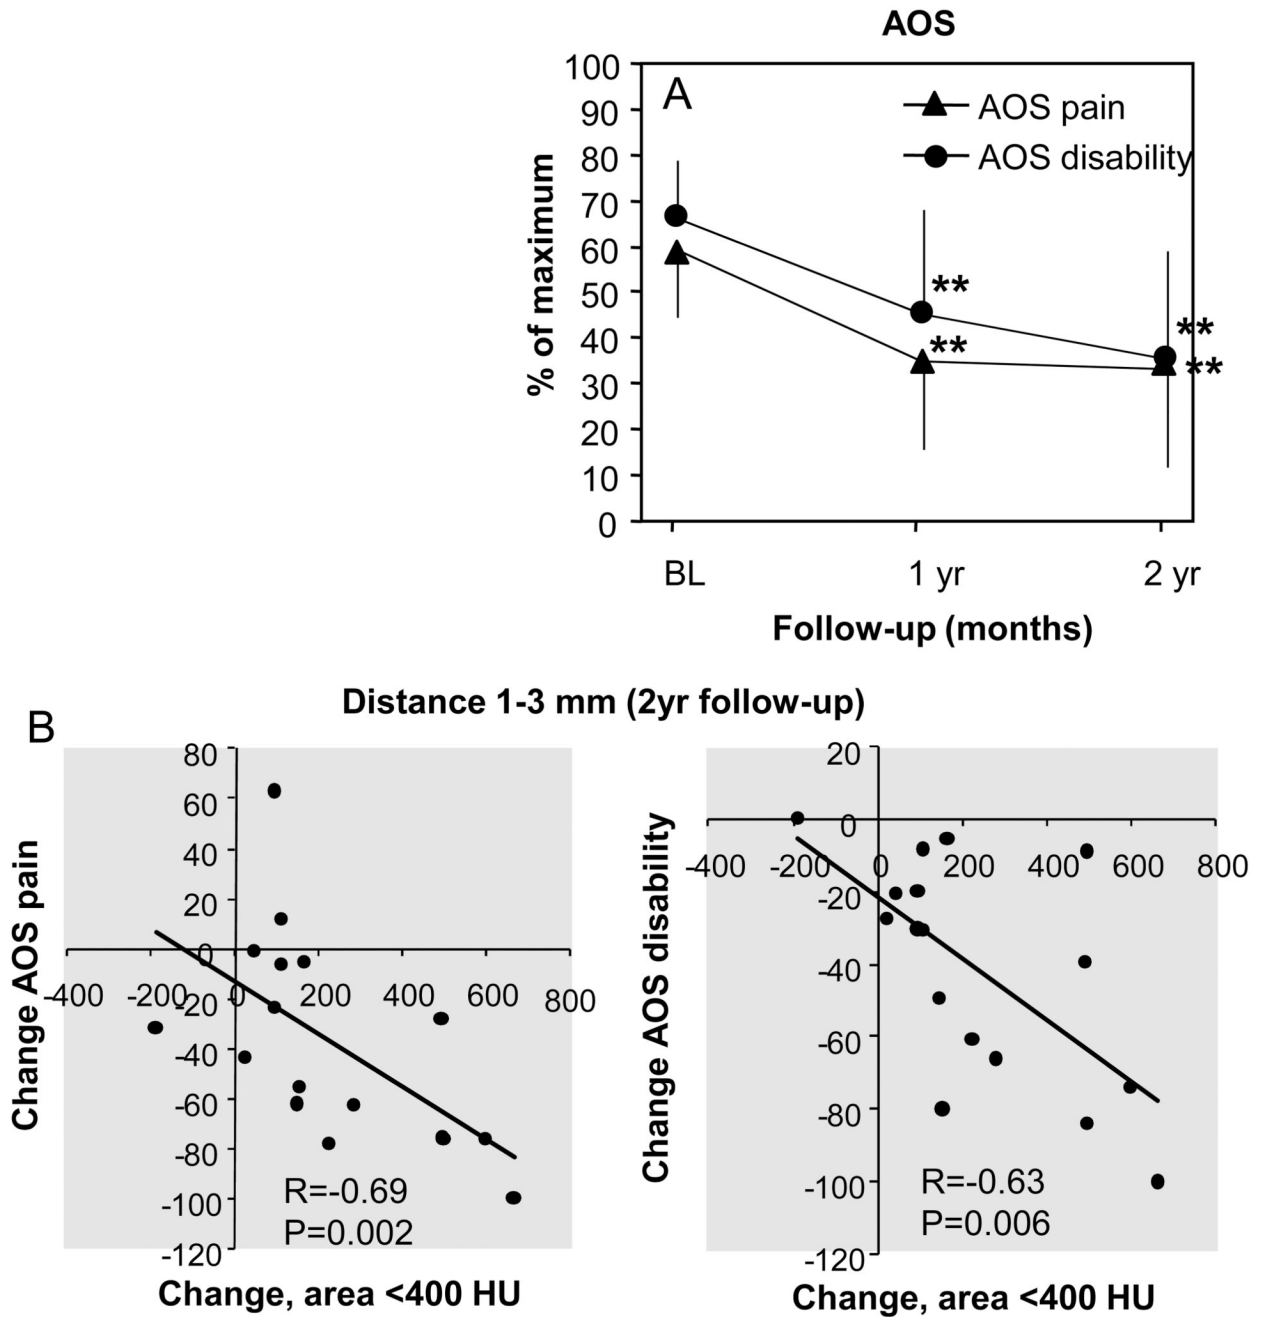 AOS
100
A
AOS pain
90
80
AOS disability
70
60
50
**
40
**
**
**
30
20
10
0
% of maximum
BL
1 yr
2 yr
Follow-up (months)
Distance 1-3 mm (2yr follow-up)
B
80
60
40
20
0
-400
-200
0
200
400
600
800
-20
-40
-60
-80
-100
-120
Change AOS pain
R=-0.69
P=0.002
Change, area <400 HU
20
0
-400
-200
0
200
400
600
800
-20
-40
-60
-80
-100
-120
Change AOS disability
R=-0.63
P=0.006
Change, area <400 HU